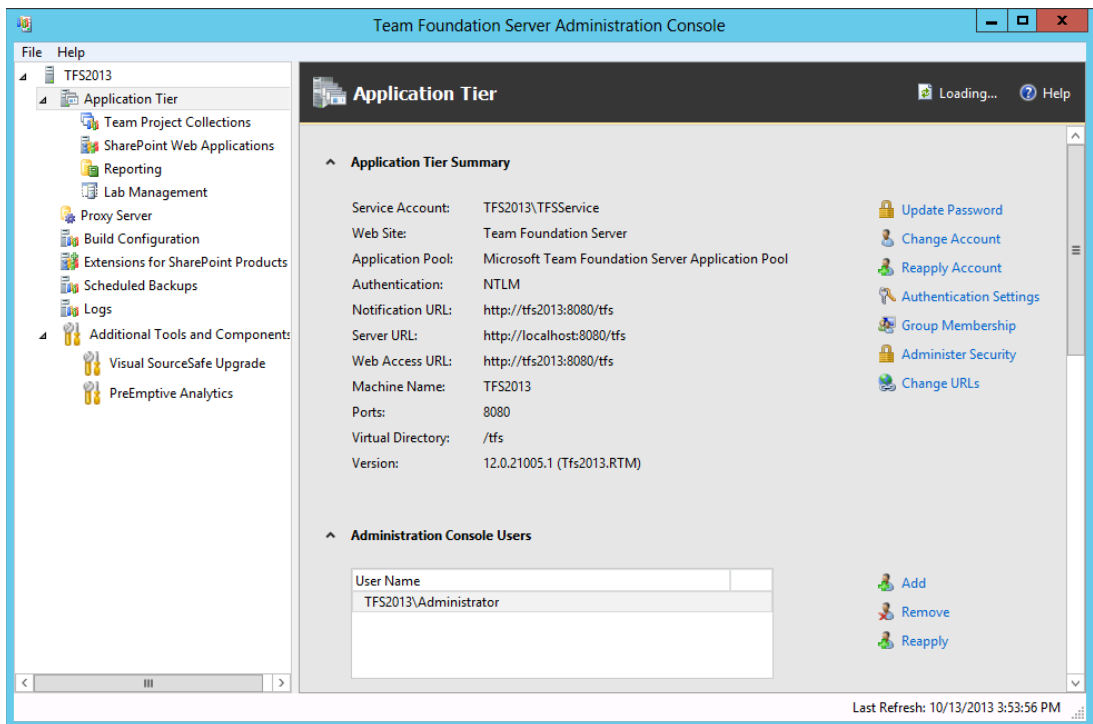 Team Foundation Server Administration Console
File Help
TFS2013
Application Tier
Team Project Collections
SharePoint Web Applications
Reporting
Lab Management
Proxy Server
Build Configuration
Extensions for SharePoint Products
Scheduled Backups
Logs
Additional Tools and Components
Visual SourceSafe Upgrade
PreEmptive Analytics
Application Tier
Loading... Help
Application Tier Summary
Service Account: TFS2013\TFSService
Web Site: Team Foundation Server
Application Pool: Microsoft Team Foundation Server Application Pool
Authentication: NTLM
Notification URL: http://tfs2013:8080/tfs
Server URL: http://localhost:8080/tfs
Web Access URL: http://tfs2013:8080/tfs
Machine Name: TFS2013
Ports: 8080
Virtual Directory: /tfs
Version: 12.0.21005.1 (Tfs2013.RTM)
Update Password
Change Account
Reapply Account
Authentication Settings
Group Membership
Administer Security
Change URLs
Administration Console Users
User Name
TFS2013\Administrator
Add
Remove
Reapply
Last Refresh: 10/13/2013 3:53:56 PM